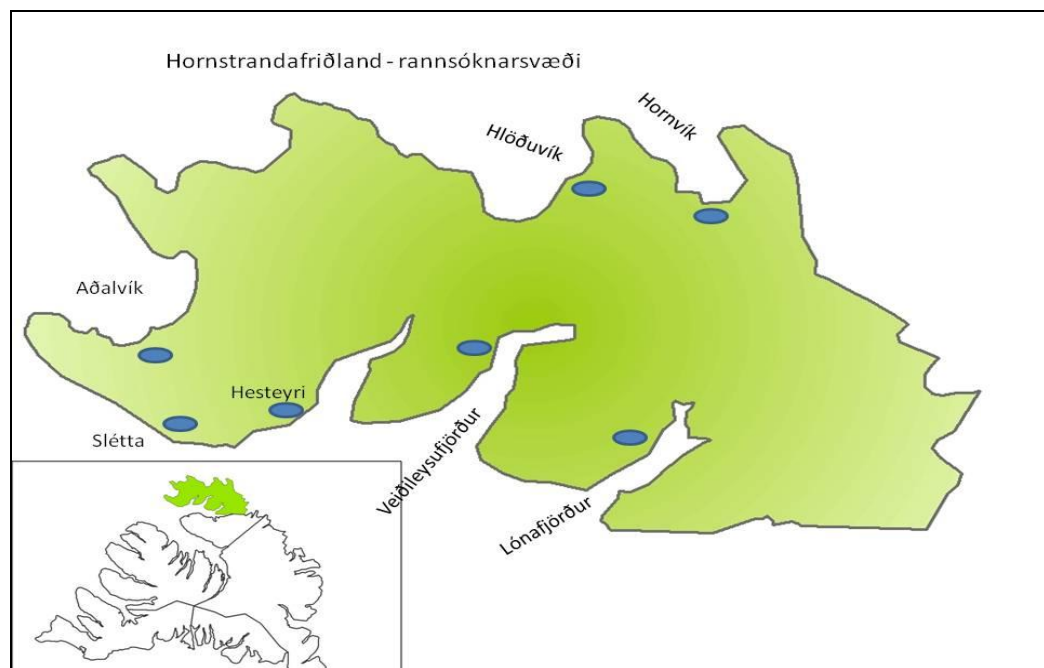 Hornstrandafriðland - rannsóknarsvæði
Hornvík
Hlöðuvík
Aðalvík
Hesteyri
Slétta
Veiðileysufjörður
Lónafjörður